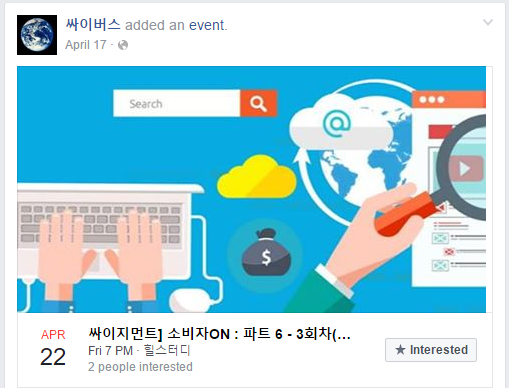 싸이버스 added an event.
April 17 ·
Search
@
$
APR
22
싸이지먼트] 소비자ON : 파트 6 - 3회차(...
Fri 7 PM · 힐스터디
2 people interested
★ Interested